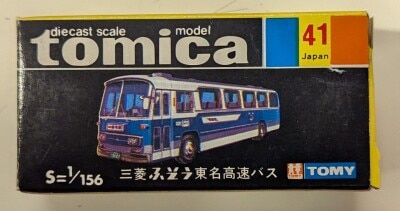 diecast scale model
tomica
41
Japan
S=1/156
三菱ふそう東名高速バス
TOMY